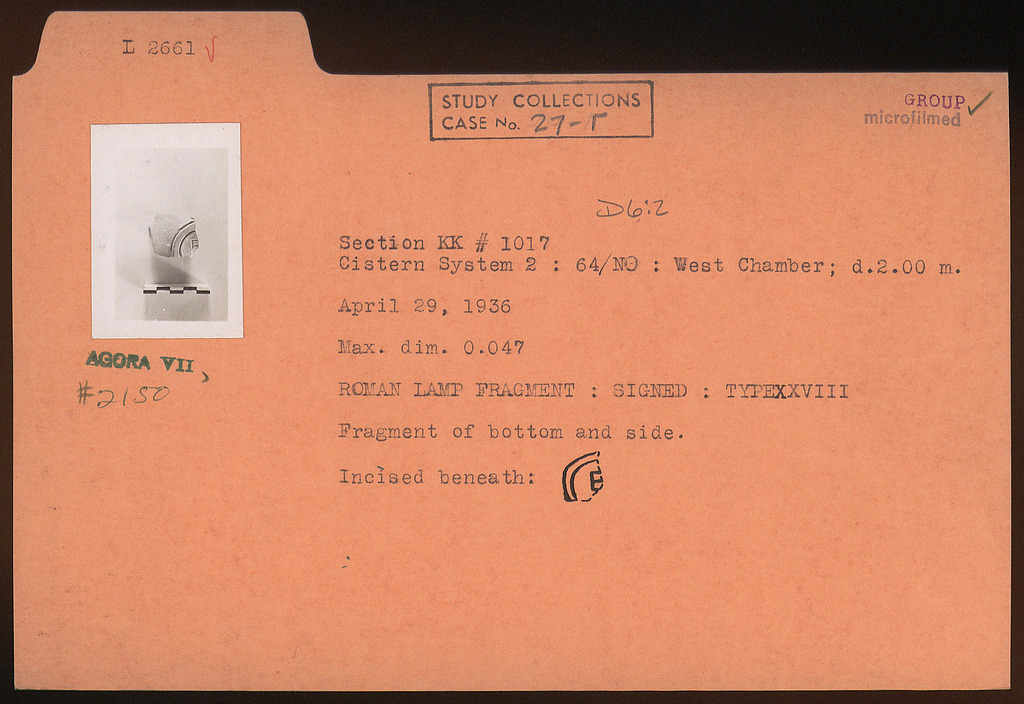 L 2661 √
STUDY COLLECTIONS
CASE No. 27-5
GROUP ✓
microfilmed
D6:2
Section KK # 1017
Cistern System 2 : 64/NO : West Chamber; d.2.00 m.
April 29, 1936
Max. dim. 0.047
AGORA VII,
#2150
ROMAN LAMP FRAGMENT : SIGNED : TYPEXXVIII
Fragment of bottom and side.
Incised beneath: E